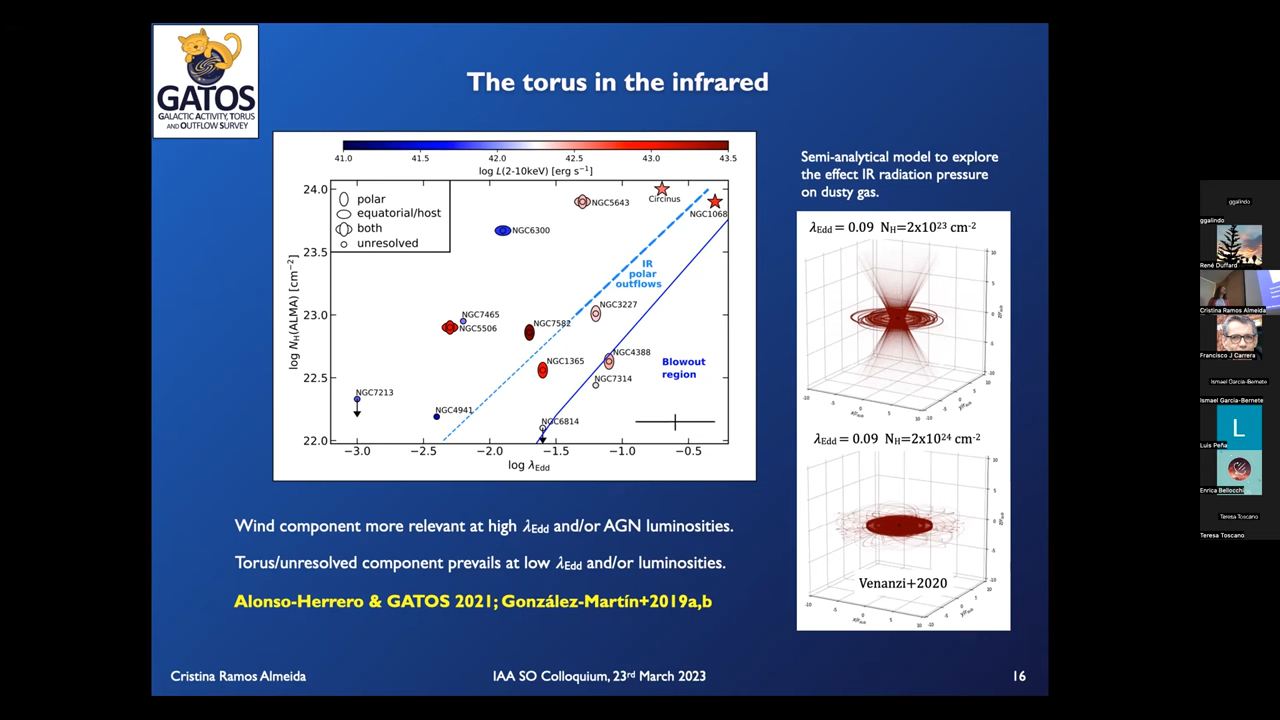 GATOS
GALACTIC ACTIVITY, TORUS
AND OUTFLOW SURVEY
The torus in the infrared
41.0 41.5 42.0 42.5 43.0 43.5
log L(2-10keV) [erg s⁻¹]
polar
equatorial/host
both
unresolved
24.0
23.5
23.0
22.5
22.0
log N_H(ALMA) [cm⁻²]
Circinus
NGC5643
NGC1068
NGC6300
IR
polar
outflows
NGC3227
NGC7465
NGC5506
NGC7582
NGC4388
NGC1365
Blowout
region
NGC7314
NGC7213
NGC4941
NGC6814
−3.0 −2.5 −2.0 −1.5 −1.0 −0.5
log λ_Edd
Semi-analytical model to explore
the effect IR radiation pressure
on dusty gas.
λ_Edd = 0.09 N_H=2x10²³ cm⁻²
λ_Edd = 0.09 N_H=2x10²⁴ cm⁻²
Venanzi+2020
Wind component more relevant at high λ_Edd and/or AGN luminosities.
Torus/unresolved component prevails at low λ_Edd and/or luminosities.
Alonso-Herrero & GATOS 2021; González-Martín+2019a,b
Cristina Ramos Almeida
IAA SO Colloquium, 23rd March 2023
16
ggalindo
ggalindo
René Duffard
Cristina Ramos Almeida
Francisco J Carrera
Ismael García-Bernete
Ismael García-Bernete
L
Luis Peña
Enrica Bellocchi
Teresa Toscano
Teresa Toscano